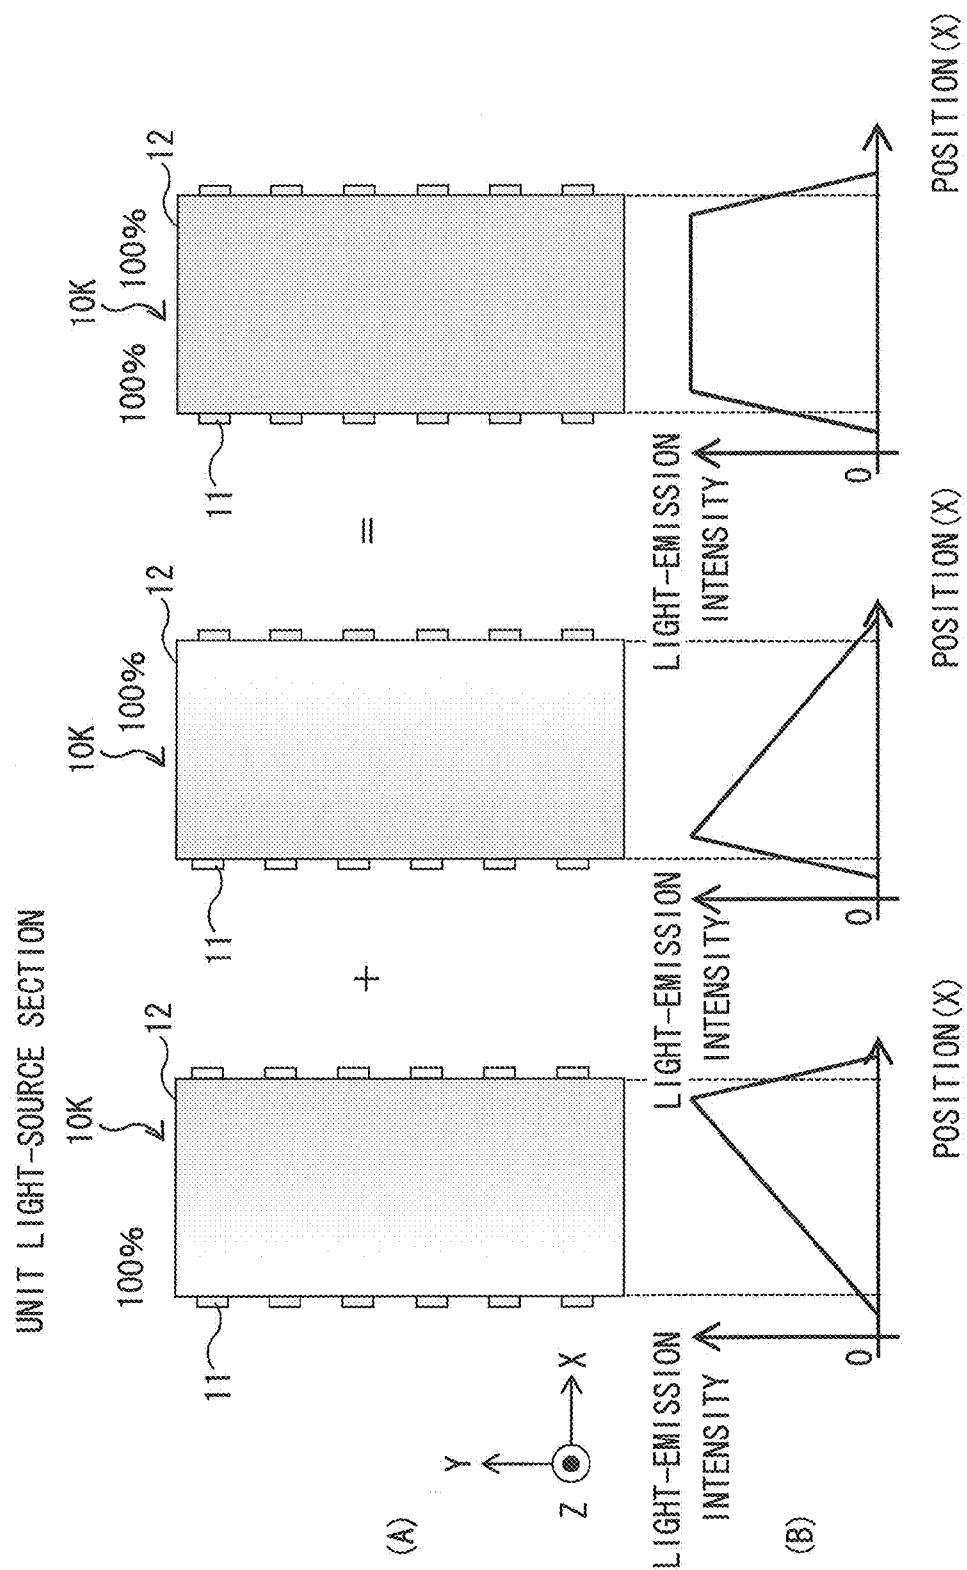 UNIT LIGHT-SOURCE SECTION
10K
10K
10K
100%
12
100%
12
100%
100%
12
11
11
11
+
=
Y
X
Z
(A)
LIGHT-EMISSION
INTENSITY
0
POSITION(X)
LIGHT-EMISSION
INTENSITY
0
POSITION(X)
LIGHT-EMISSION
INTENSITY
0
POSITION(X)
(B)